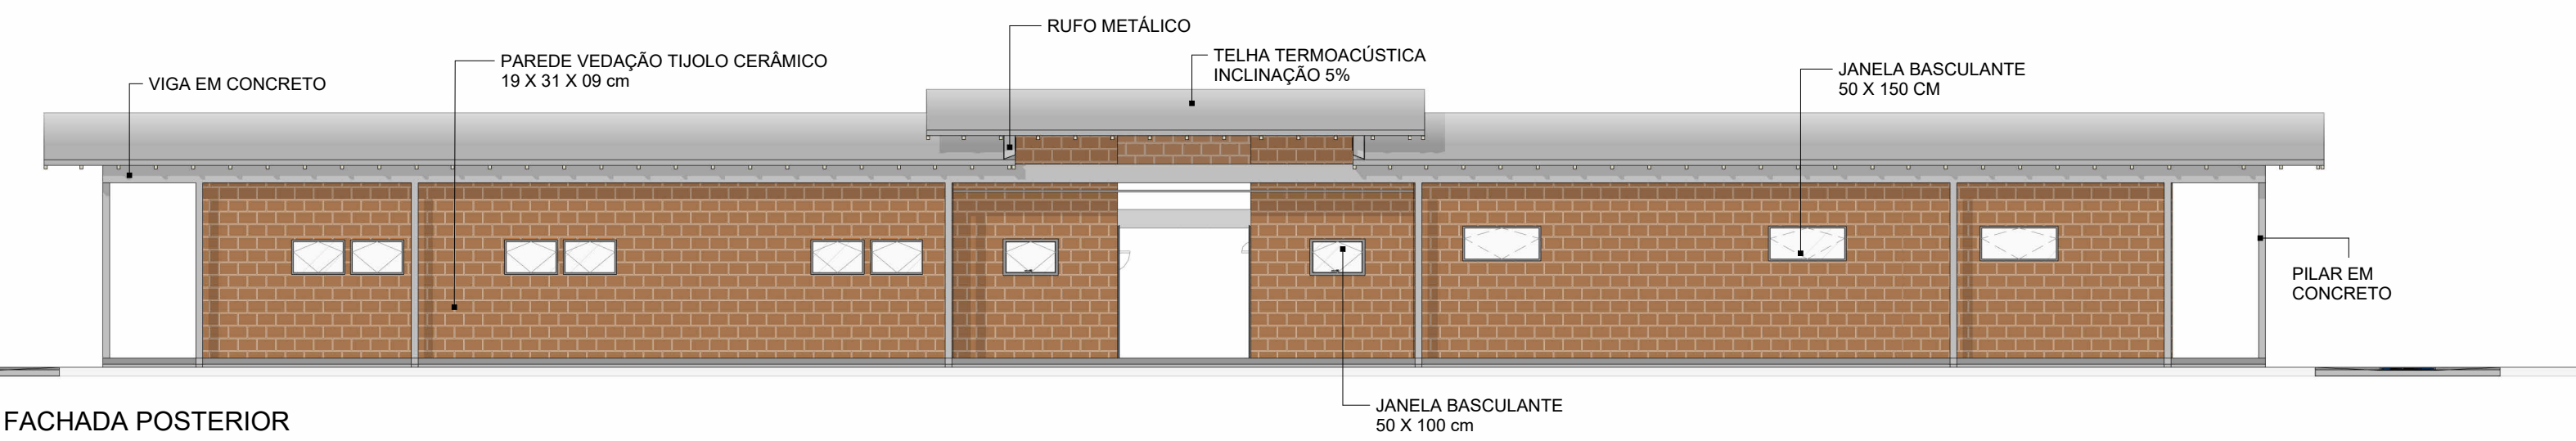 RUFO METÁLICO
PAREDE VEDAÇÃO TIJOLO CERÂMICO
19 X 31 X 09 cm
TELHA TERMOACÚSTICA
INCLINAÇÃO 5%
JANELA BASCULANTE
50 X 150 CM
VIGA EM CONCRETO
PILAR EM
CONCRETO
JANELA BASCULANTE
50 X 100 cm
FACHADA POSTERIOR